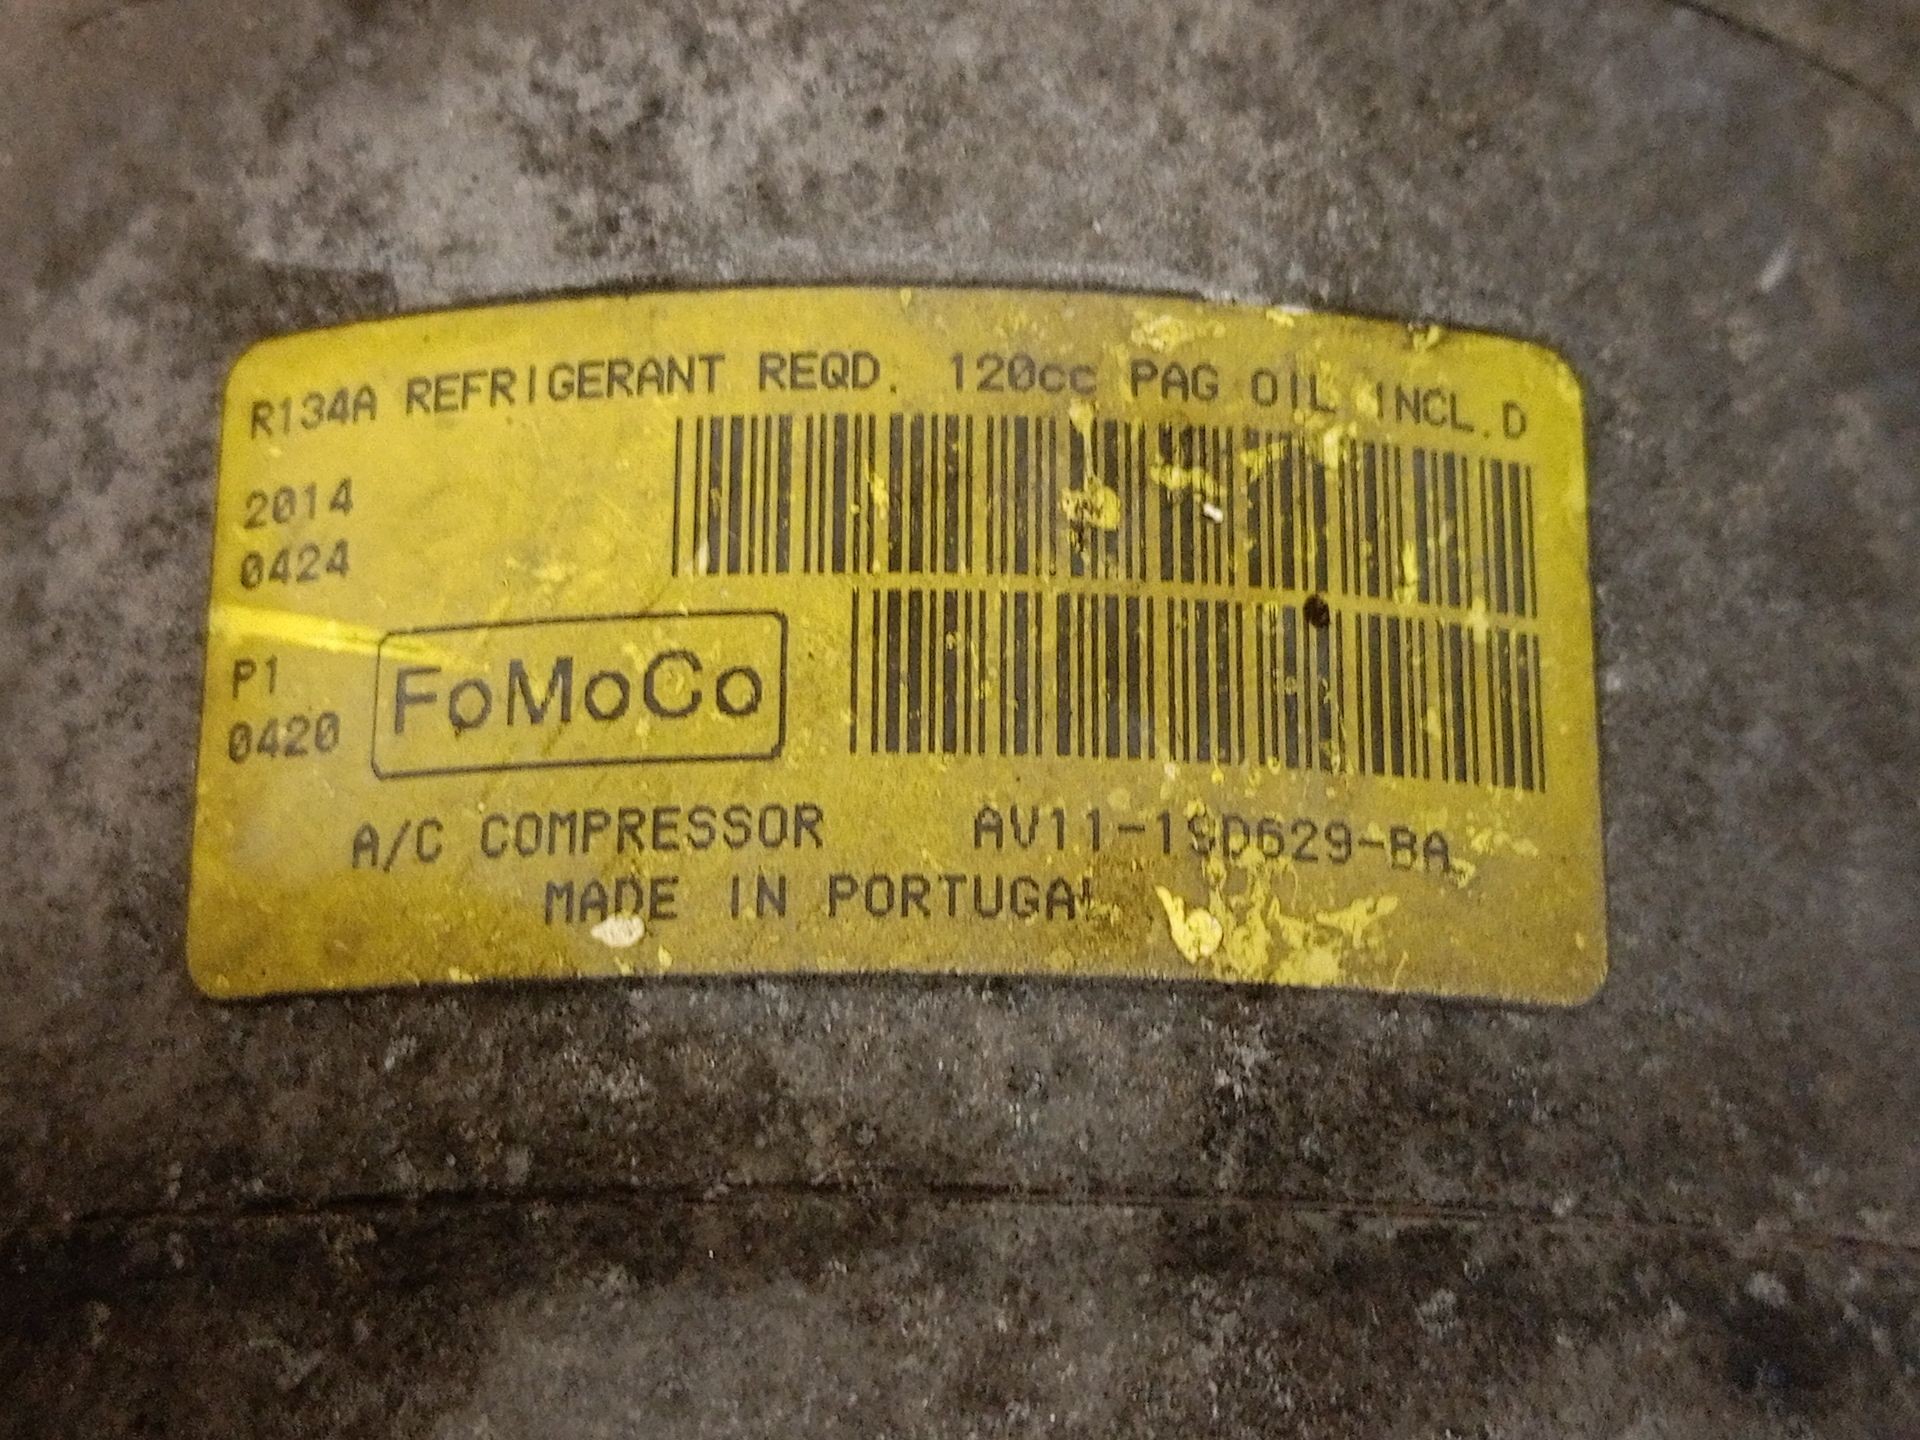 R134A REFRIGERANT REQD. 120cc PAG OIL INCL.D
2014
0424
P1
0420
FoMoCo
A/C COMPRESSOR AV11-19D629-BA
MADE IN PORTUGAL